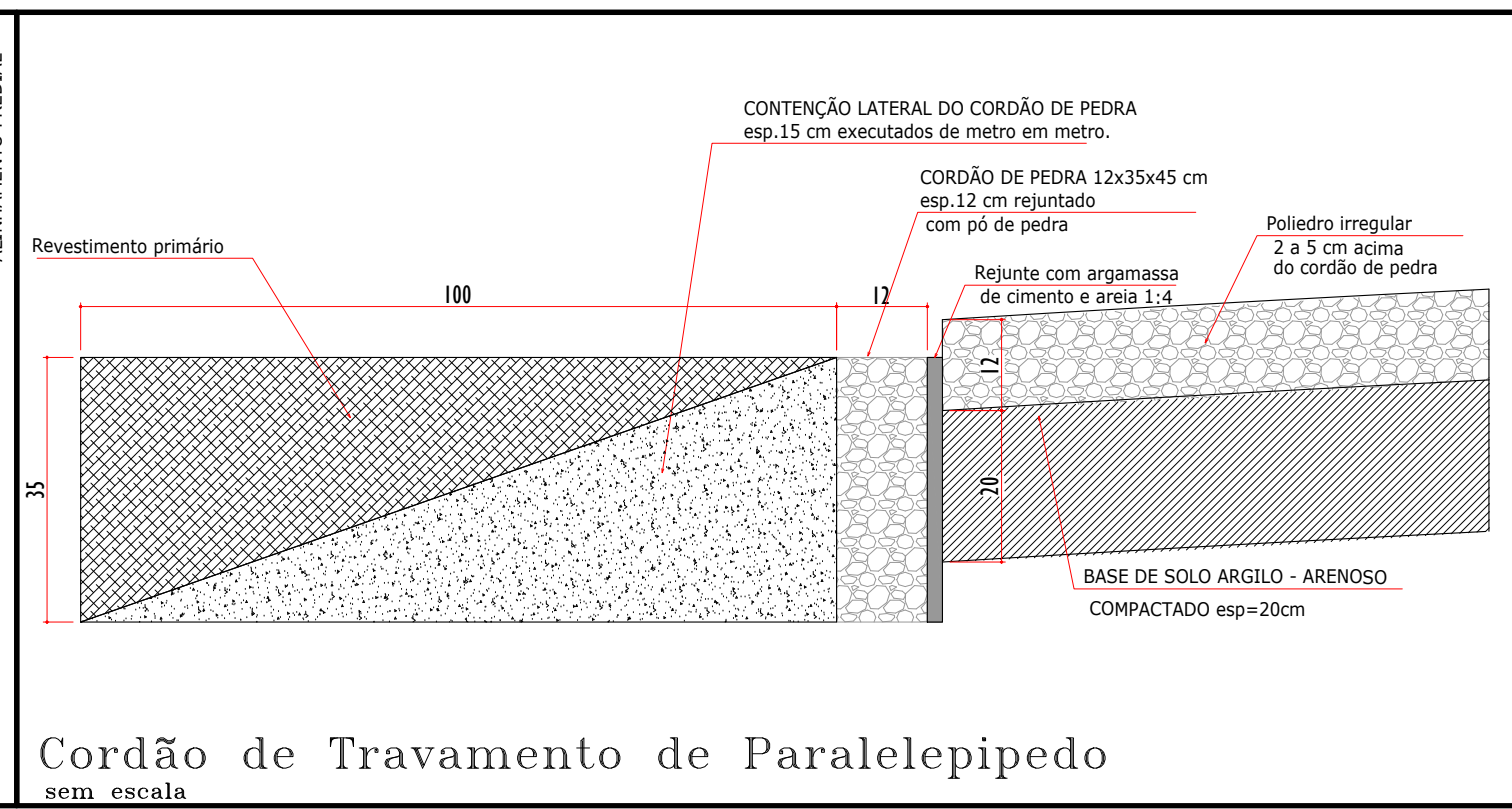 CONTENÇÃO LATERAL DO CORDÃO DE PEDRA
esp.15 cm executados de metro em metro.
CORDÃO DE PEDRA 12x35x45 cm
esp.12 cm rejuntado
com pó de pedra
Poliedro irregular
2 a 5 cm acima
do cordão de pedra
Revestimento primário
Rejunte com argamassa
de cimento e areia 1:4
100
12
12
35
20
BASE DE SOLO ARGILO - ARENOSO
COMPACTADO esp=20cm
Cordão de Travamento de Paralelepipedo
sem escala